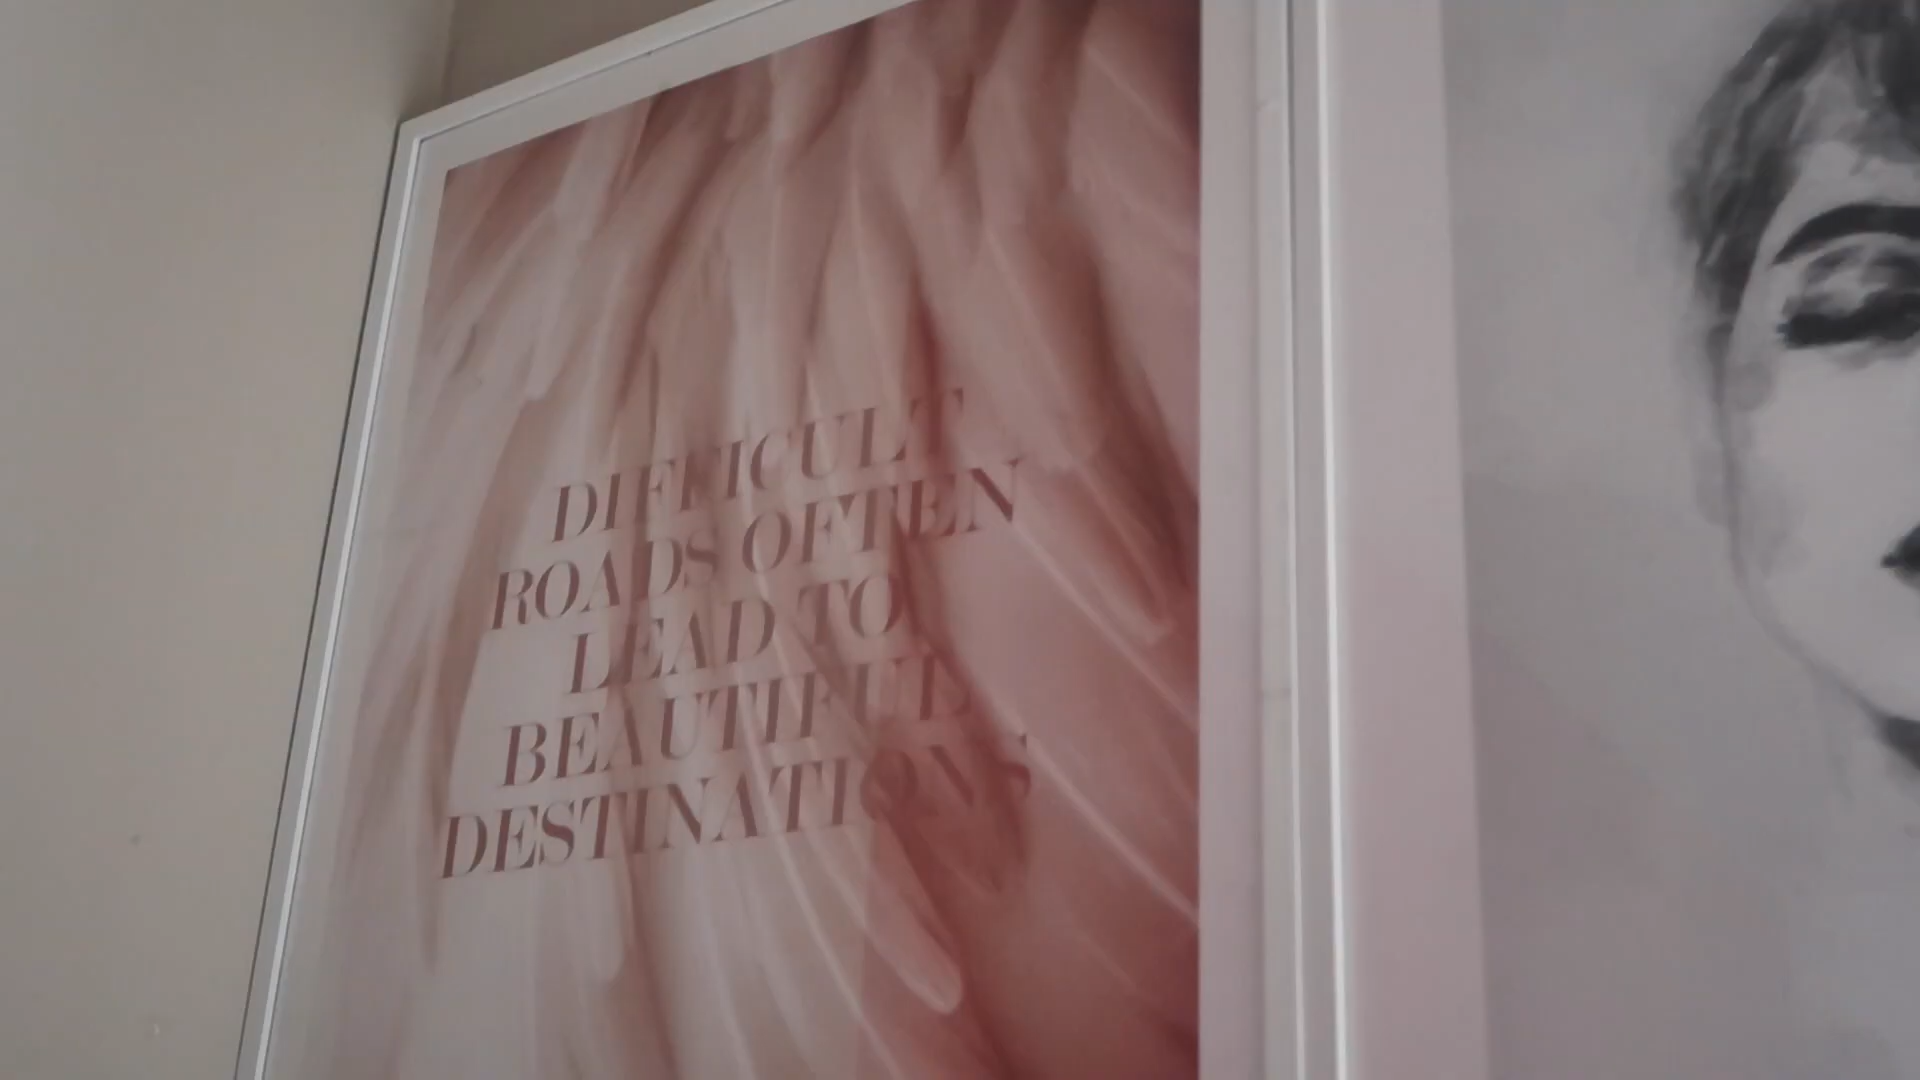 DIFFICULT
ROADS OFTEN
LEAD TO
BEAUTIFUL
DESTINATIONS